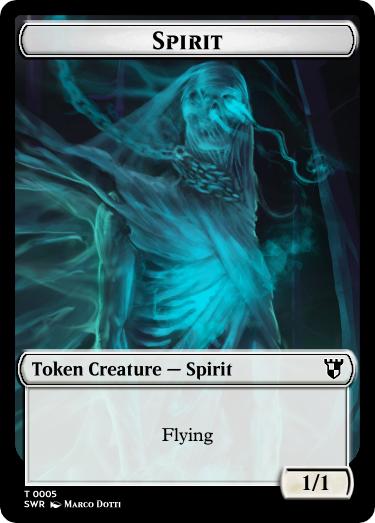 Spirit
Token Creature — Spirit
Flying
1/1
T 0005
SWR Marco Dotti